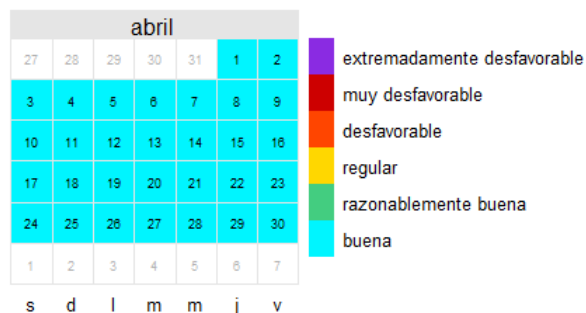 abril
27 28 29 30 31 1 2
3 4 5 6 7 8 9
10 11 12 13 14 15 16
17 18 19 20 21 22 23
24 25 26 27 28 29 30
1 2 3 4 5 6 7
s d l m m j v
extremadamente desfavorable
muy desfavorable
desfavorable
regular
razonablemente buena
buena